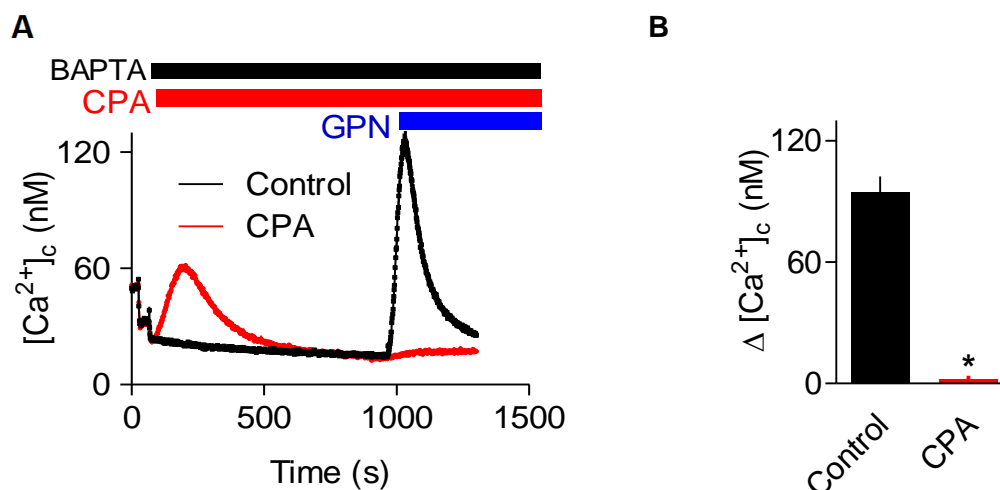 A
BAPTA
CPA
GPN
120
60
0
[Ca2+]c (nM)
Control
CPA
0
500
1000
1500
Time (s)
B
120
60
0
Δ [Ca2+]c (nM)
*
Control
CPA